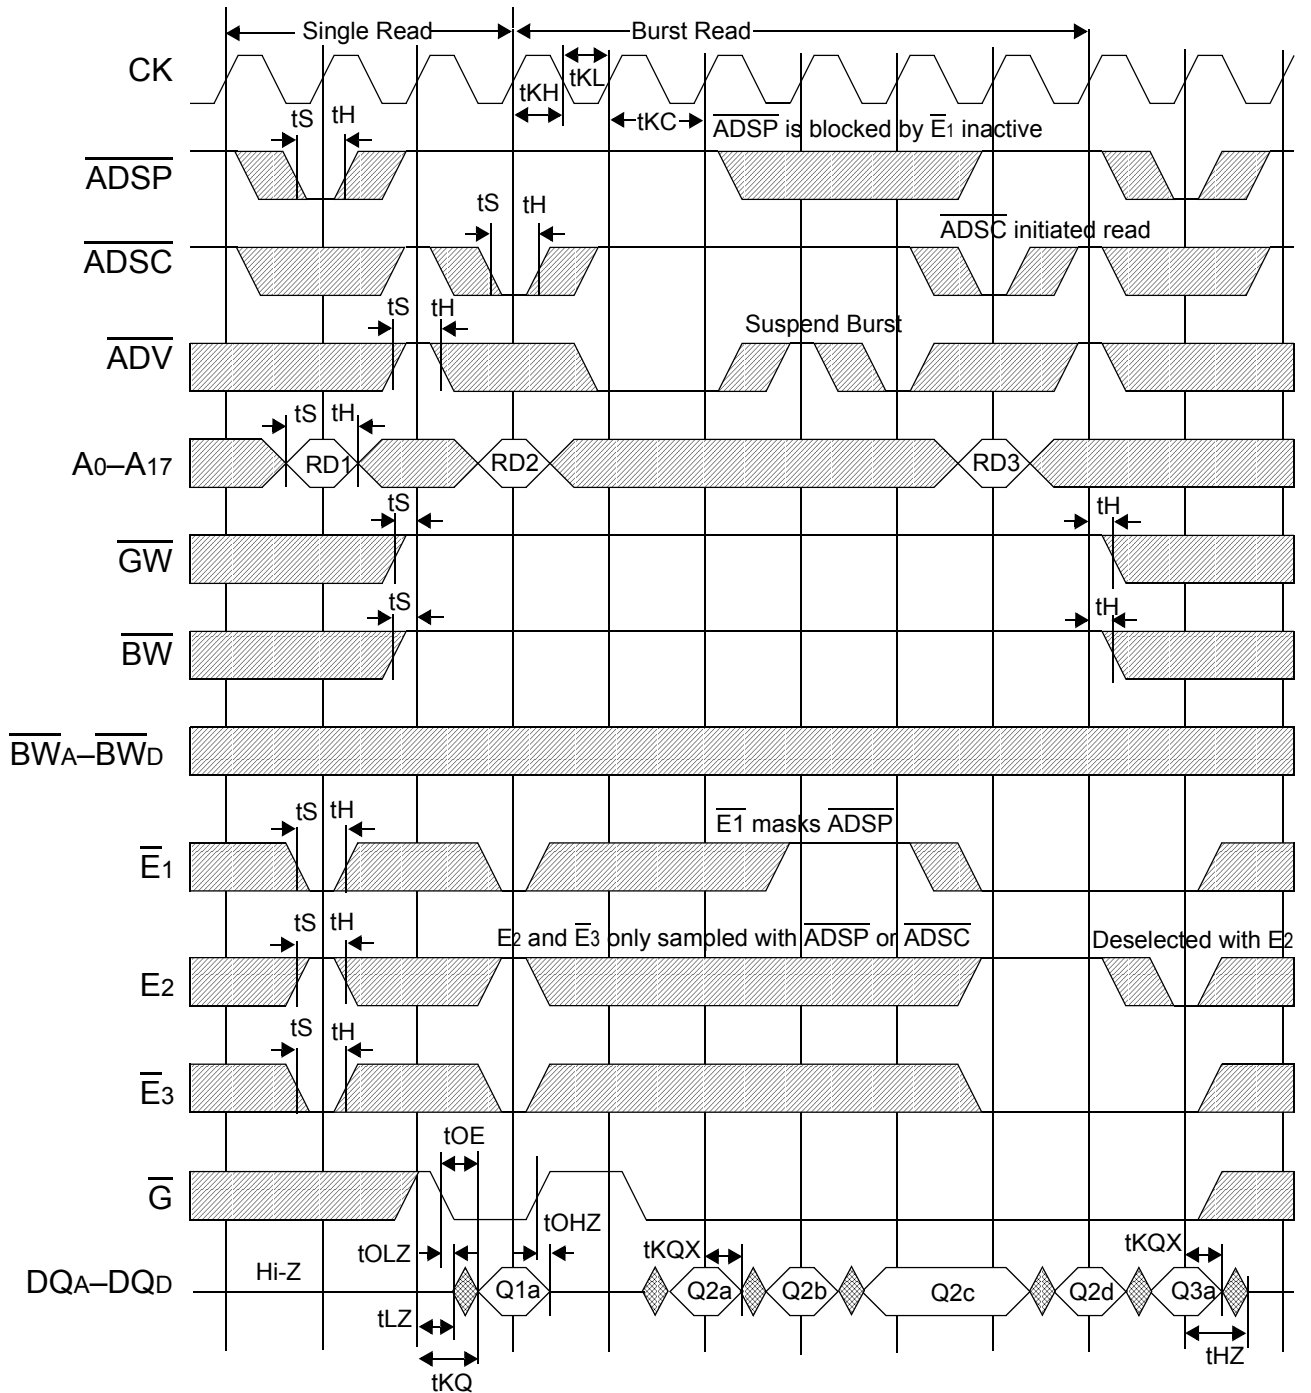 Single Read Burst Read
CK
tKL
tKH
tKC
tS tH
ADSP is blocked by E1 inactive
ADSP
tS tH
ADSC initiated read
ADSC
tS tH
Suspend Burst
ADV
tS tH
A0–A17 RD1 RD2 RD3
tS tH
GW
tS tH
BW
BWA–BWD
tS tH
E1 masks ADSP
E1
tS tH
E2 and E3 only sampled with ADSP or ADSC
Deselected with E2
E2
tS tH
E3
tOE
G
tOHZ
tOLZ tKQX tKQX
Hi-Z
DQA–DQD Q1a Q2a Q2b Q2c Q2d Q3a
tLZ
tHZ
tKQ